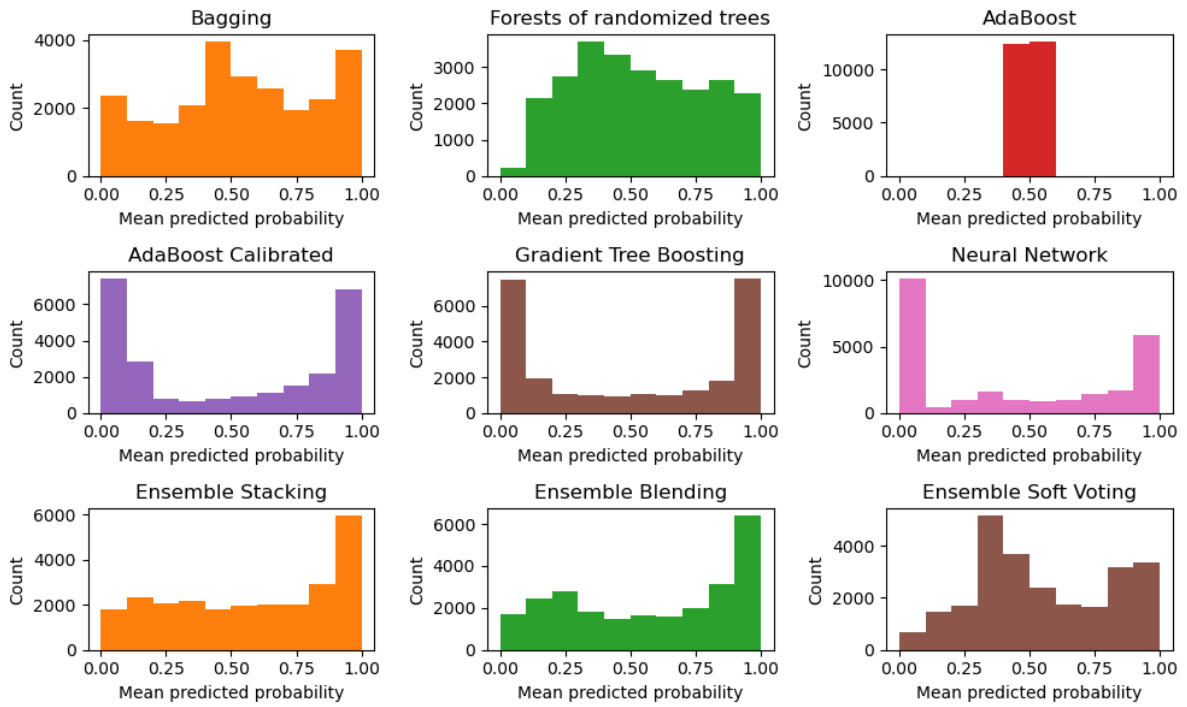 Bagging
Forests of randomized trees
AdaBoost
4000
2000
0
Count
0.00 0.25 0.50 0.75 1.00
Mean predicted probability
3000
2000
1000
0
Count
0.00 0.25 0.50 0.75 1.00
Mean predicted probability
10000
5000
0
Count
0.00 0.25 0.50 0.75 1.00
Mean predicted probability
AdaBoost Calibrated
Gradient Tree Boosting
Neural Network
6000
4000
2000
0
Count
0.00 0.25 0.50 0.75 1.00
Mean predicted probability
6000
4000
2000
0
Count
0.00 0.25 0.50 0.75 1.00
Mean predicted probability
10000
5000
0
Count
0.00 0.25 0.50 0.75 1.00
Mean predicted probability
Ensemble Stacking
Ensemble Blending
Ensemble Soft Voting
6000
4000
2000
0
Count
0.00 0.25 0.50 0.75 1.00
Mean predicted probability
6000
4000
2000
0
Count
0.00 0.25 0.50 0.75 1.00
Mean predicted probability
4000
2000
0
Count
0.00 0.25 0.50 0.75 1.00
Mean predicted probability